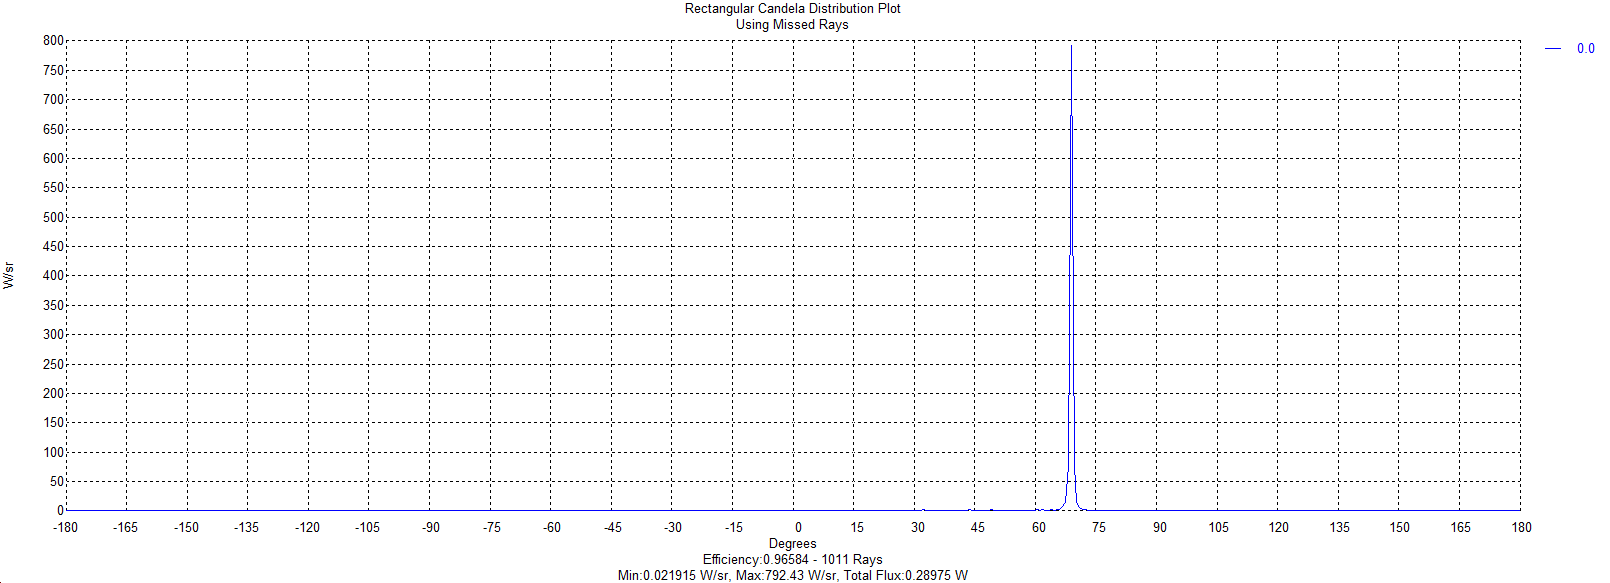 Rectangular Candela Distribution Plot
Using Missed Rays
0.0
800
750
700
650
600
550
500
450
400
350
300
250
200
150
100
50
0
W/sr
-180 -165 -150 -135 -120 -105 -90 -75 -60 -45 -30 -15 0 15 30 45 60 75 90 105 120 135 150 165 180
Degrees
Efficiency:0.96584 - 1011 Rays
Min:0.021915 W/sr, Max:792.43 W/sr, Total Flux:0.28975 W